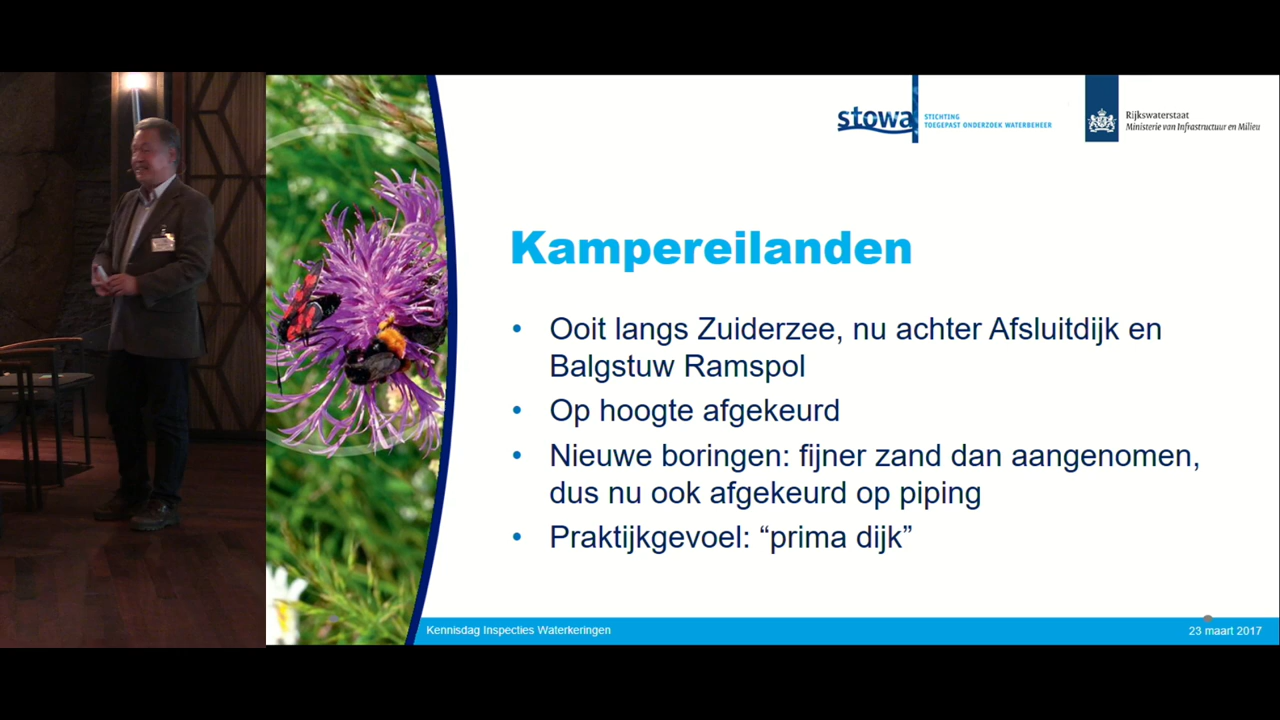 stowa
STICHTING
TOEGEPAST ONDERZOEK WATERBEHEER
Rijkswaterstaat
Ministerie van Infrastructuur en Milieu
Kampereilanden
• Ooit langs Zuiderzee, nu achter Afsluitdijk en
Balgstuw Ramspol
• Op hoogte afgekeurd
• Nieuwe boringen: fijner zand dan aangenomen,
dus nu ook afgekeurd op piping
• Praktijkgevoel: “prima dijk”
Kennisdag Inspecties Waterkeringen
23 maart 2017